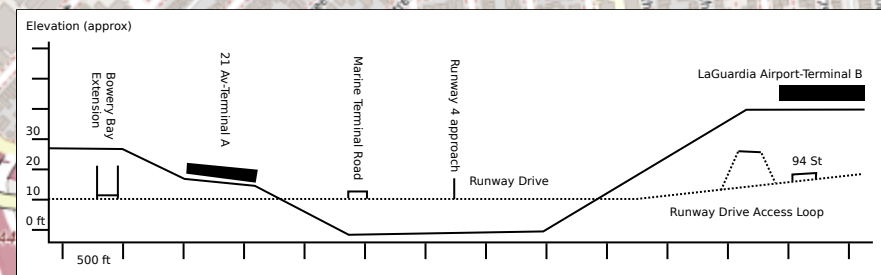 Elevation (approx)
Bowery Bay
Extension
21 Av-Terminal A
Marine Terminal Road
Runway 4 approach
LaGuardia Airport-Terminal B
30
20
10
0 ft
Runway Drive
94 St
Runway Drive Access Loop
500 ft